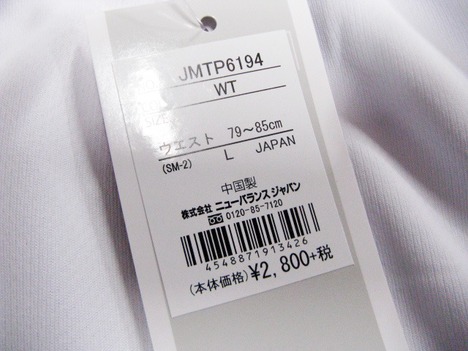 JMTP6194
WT
ウエスト 79～85cm
(SM-2) L JAPAN
中国製
株式会社 ニューバランス ジャパン
0120-85-7120
4548871913426
(本体価格) ¥2,800+税